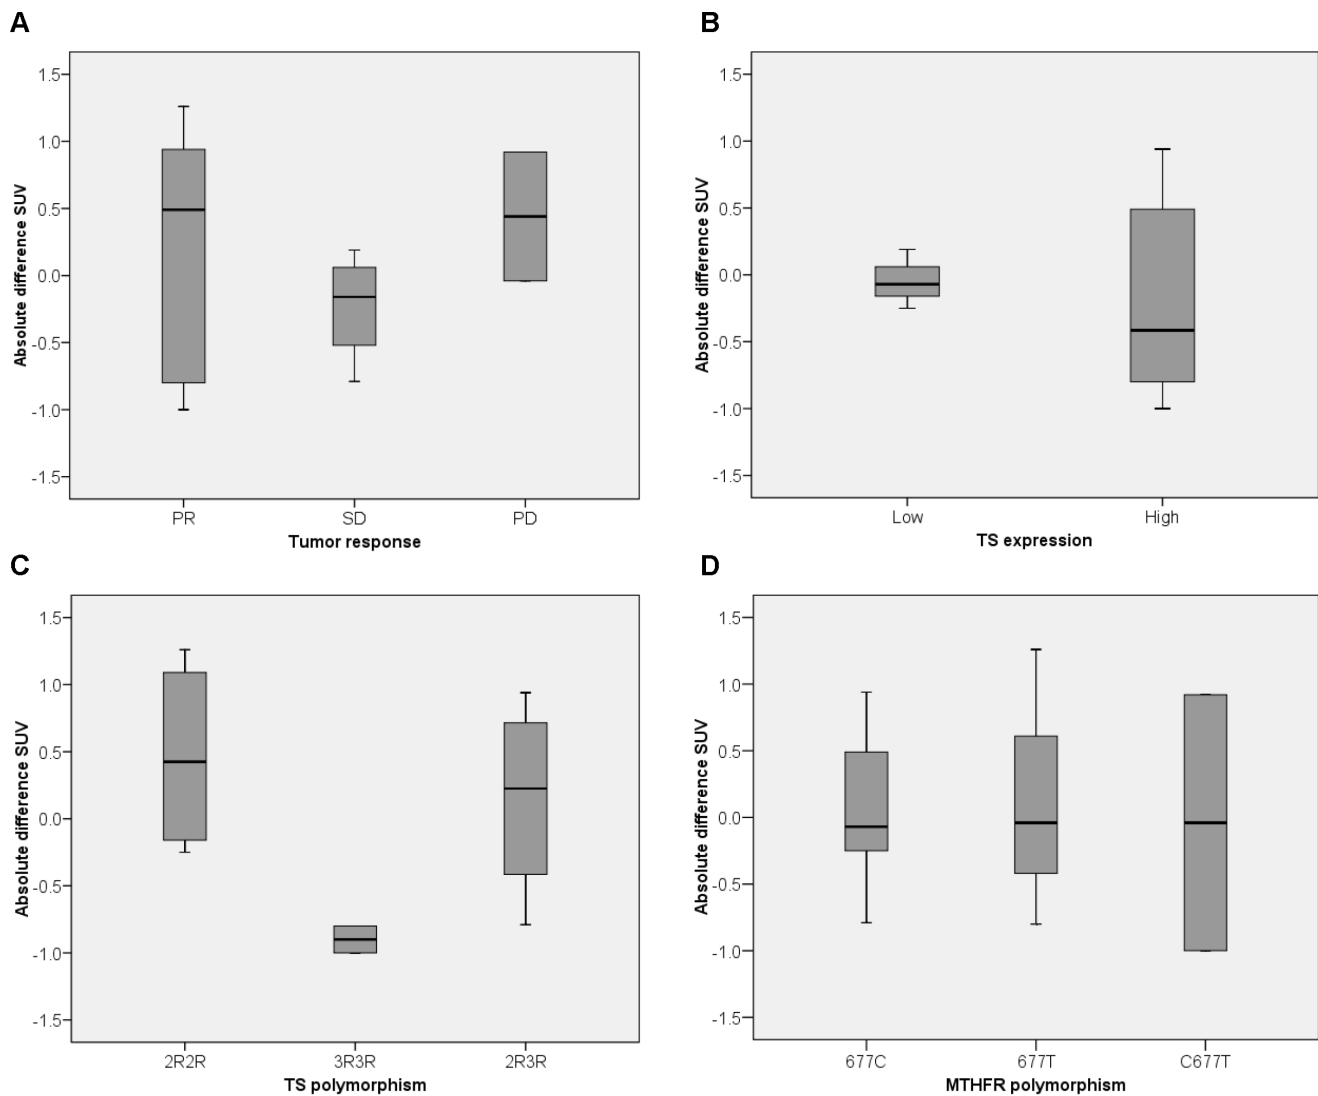 A
Absolute difference SUV
1.5
1.0
0.5
0.0
-0.5
-1.0
-1.5
PR SD PD
Tumor response
B
Absolute difference SUV
1.5
1.0
0.5
0.0
-0.5
-1.0
-1.5
Low High
TS expression
C
Absolute difference SUV
1.5
1.0
0.5
0.0
-0.5
-1.0
-1.5
2R2R 3R3R 2R3R
TS polymorphism
D
Absolute difference SUV
1.5
1.0
0.5
0.0
-0.5
-1.0
-1.5
677C 677T C677T
MTHFR polymorphism